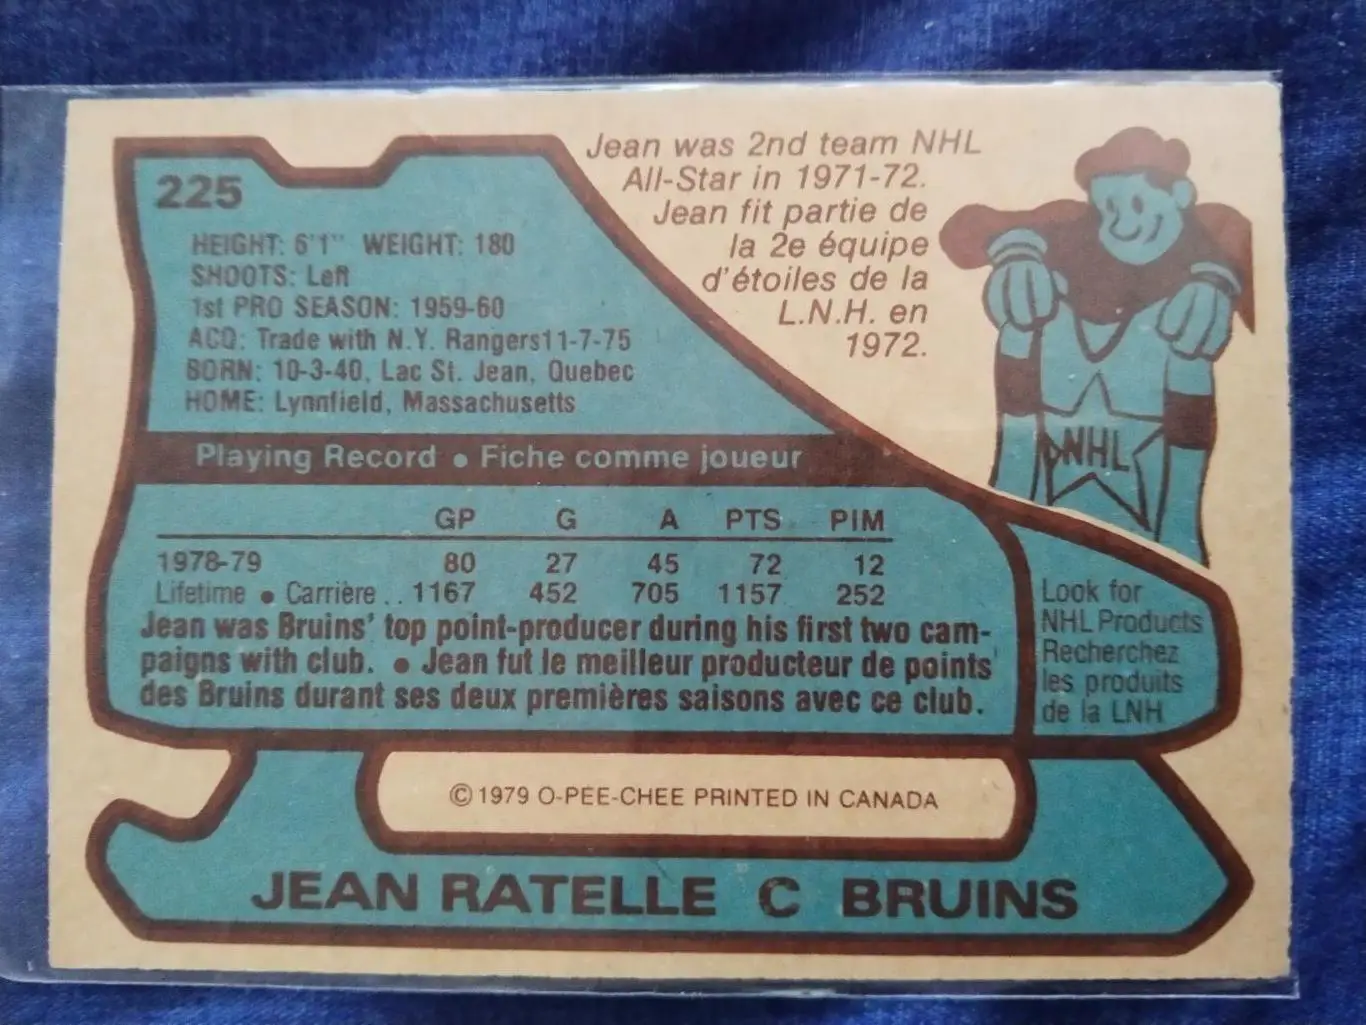 225
HEIGHT: 6'1" WEIGHT: 180
SHOOTS: Left
1st PRO SEASON: 1959-60
ACQ: Trade with N.Y. Rangers11-7-75
BORN: 10-3-40, Lac St. Jean, Quebec
HOME: Lynnfield, Massachusetts
Jean was 2nd team NHL
All-Star in 1971-72.
Jean fit partie de
la 2e équipe
d'étoiles de la
L.N.H. en
1972.
NHL
Playing Record • Fiche comme joueur
GP G A PTS PIM
1978-79 80 27 45 72 12
Lifetime • Carrière .. 1167 452 705 1157 252
Jean was Bruins' top point-producer during his first two cam-
paigns with club. • Jean fut le meilleur producteur de points
des Bruins durant ses deux premières saisons avec ce club.
Look for
NHL Products
Recherchez
les produits
de la LNH
© 1979 O-PEE-CHEE PRINTED IN CANADA
JEAN RATELLE C BRUINS